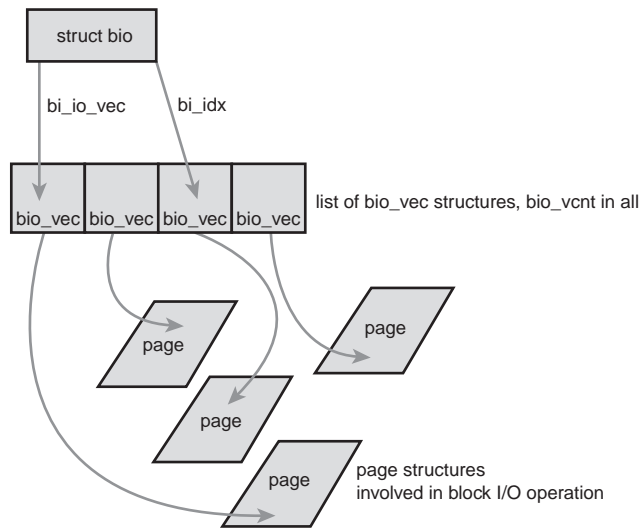 struct bio
bi_io_vec
bi_idx
bio_vec
bio_vec
bio_vec
bio_vec
list of bio_vec structures, bio_vcnt in all
page
page
page
page
page structures
involved in block I/O operation